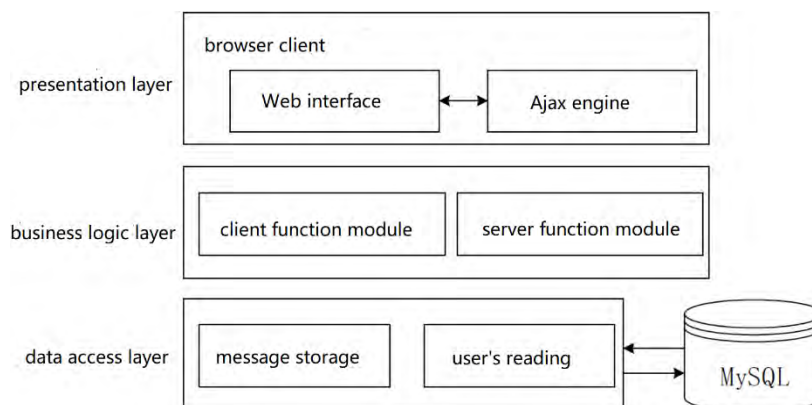 browser client
presentation layer
Web interface
Ajax engine
business logic layer
client function module
server function module
data access layer
message storage
user's reading
MySQL